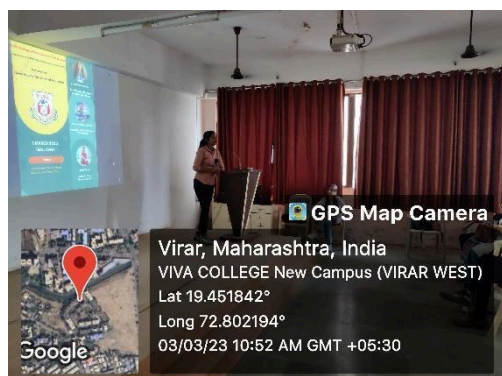 GPS Map Camera
Virar, Maharashtra, India
VIVA COLLEGE New Campus (VIRAR WEST)
Lat 19.451842°
Long 72.802194°
03/03/23 10:52 AM GMT +05:30
Google